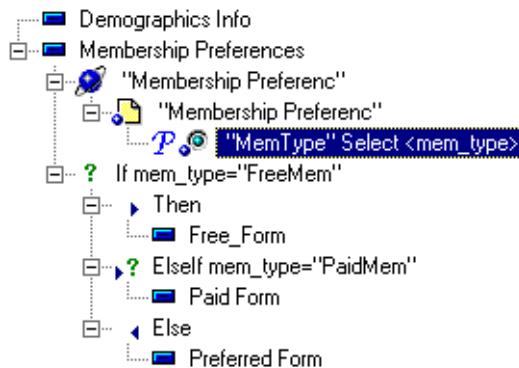 Demographics Info
Membership Preferences
"Membership Preferenc"
"Membership Preferenc"
P "MemType" Select <mem_type>
? If mem_type="FreeMem"
Then
Free_Form
? ElseIf mem_type="PaidMem"
Paid Form
Else
Preferred Form